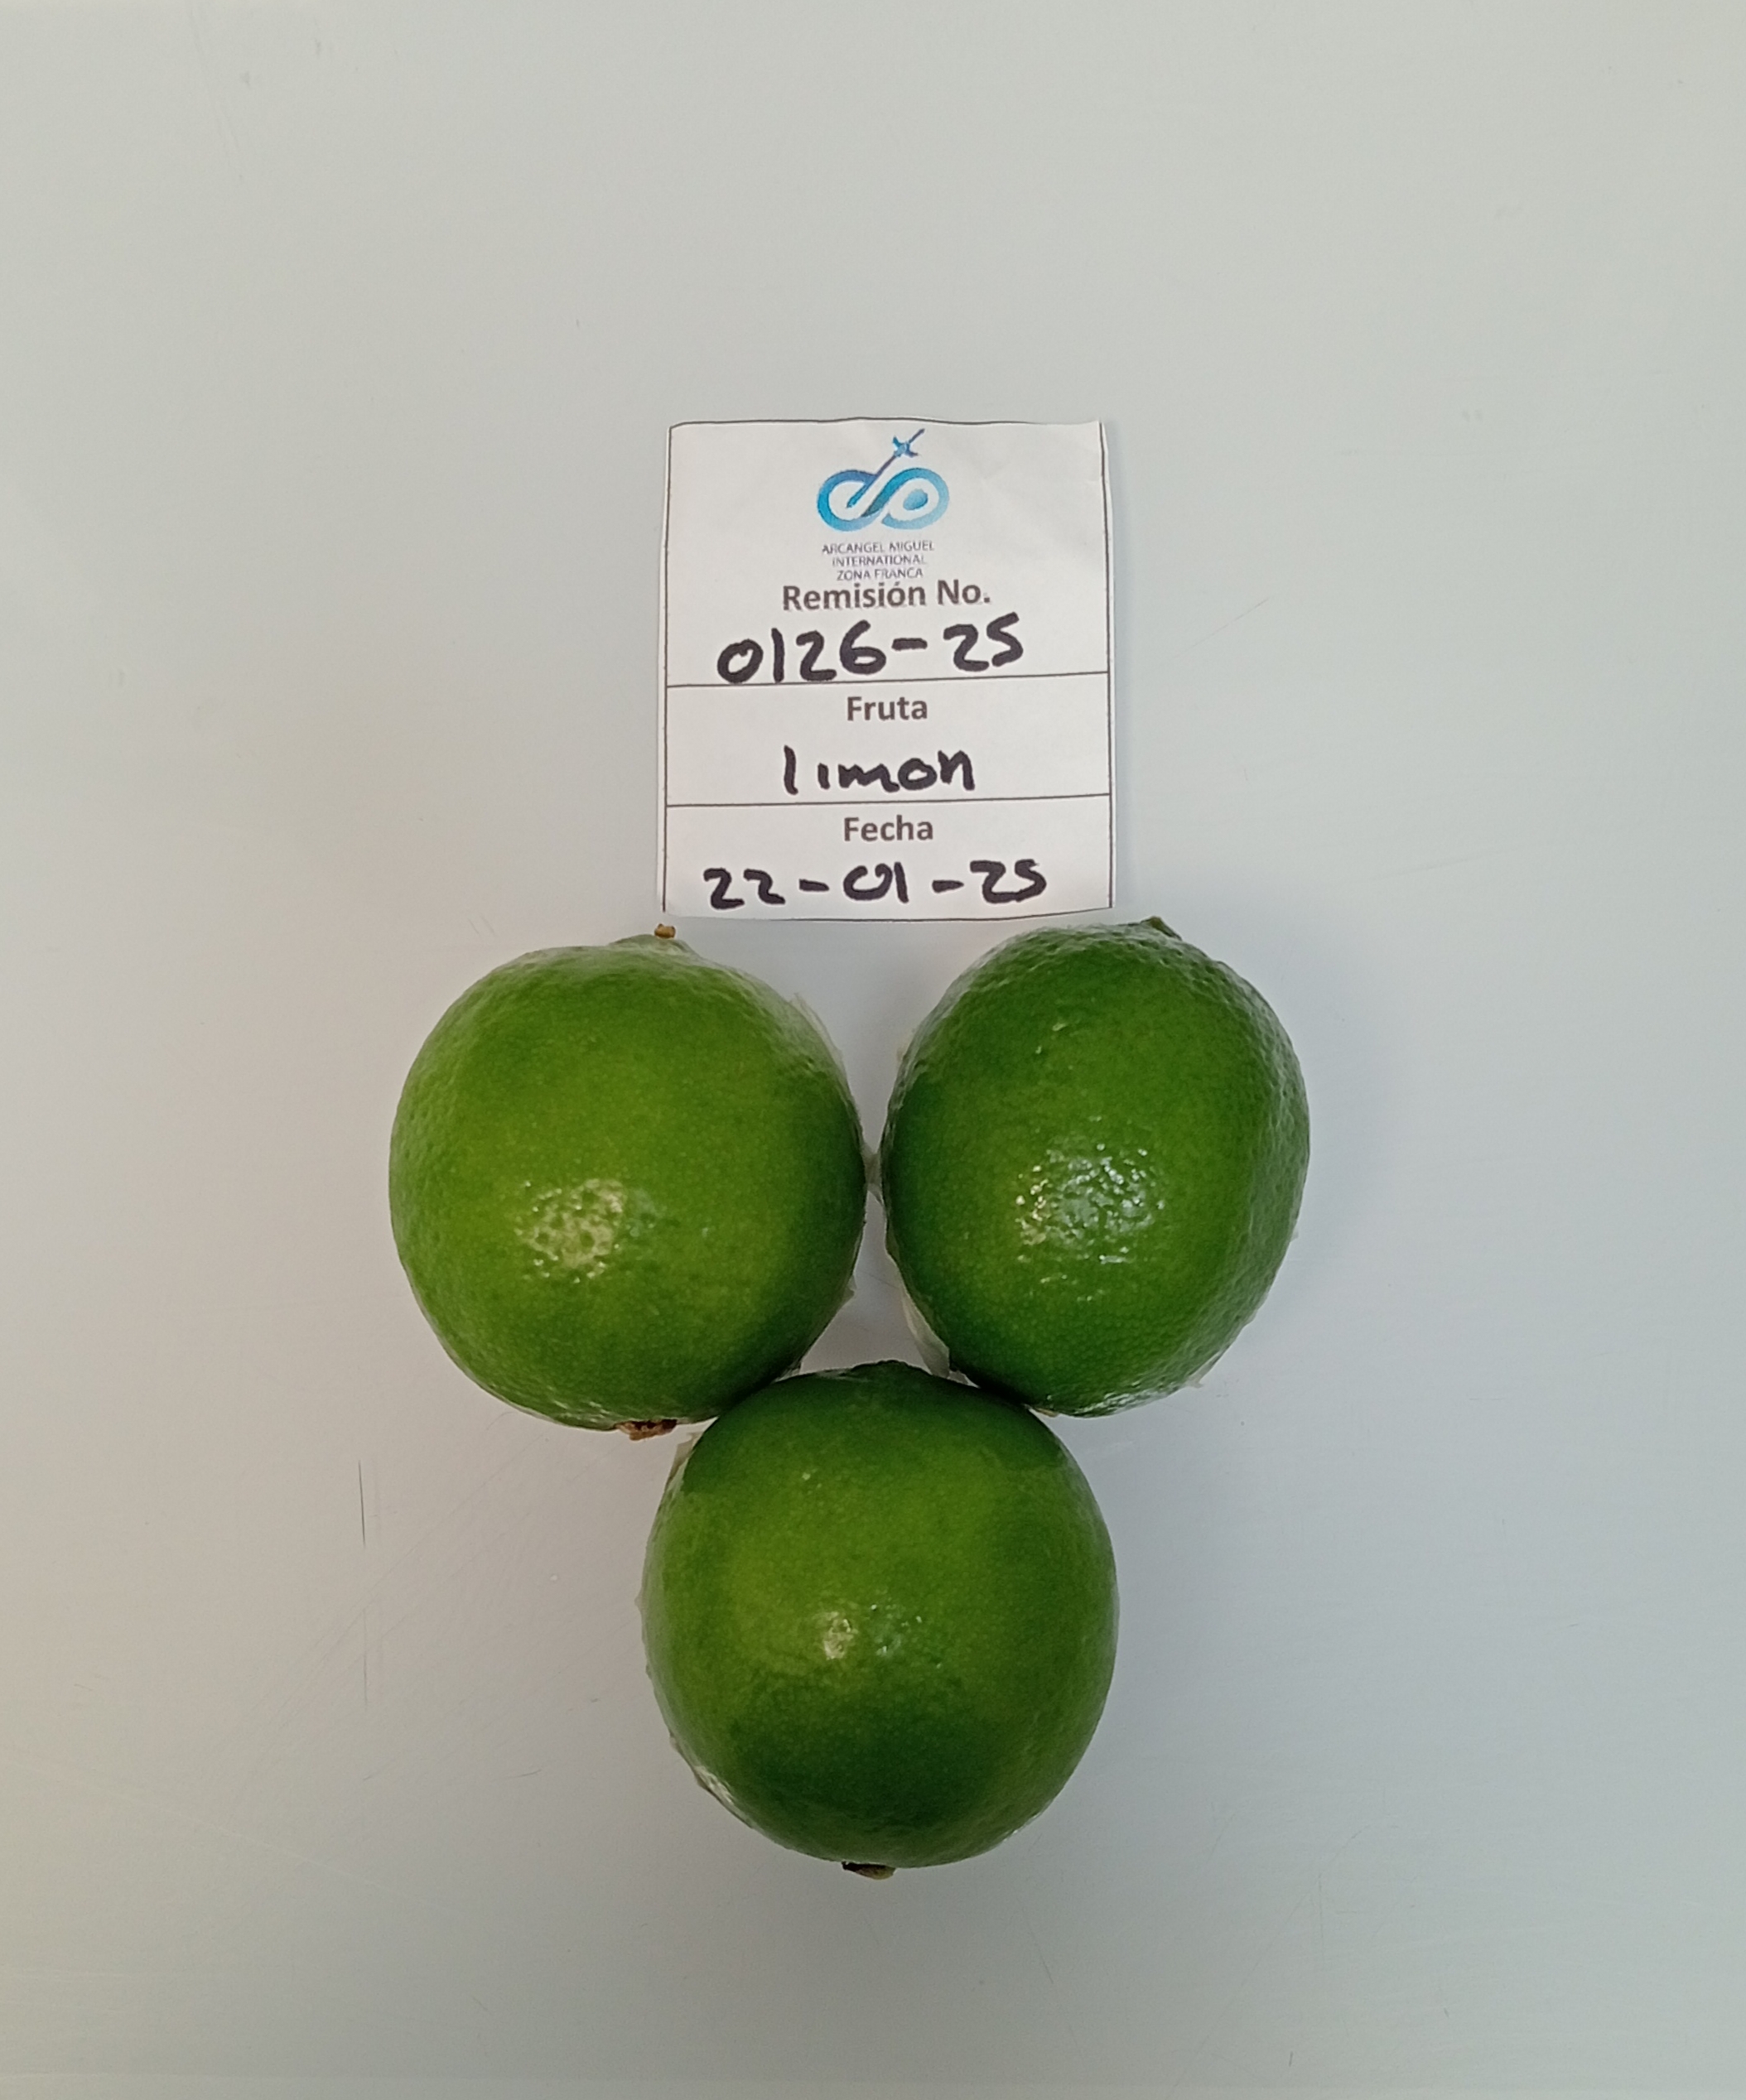 ARCANGEL MIGUEL
INTERNATIONAL
ZONA FRANCA
Remisión No.
0126-25
Fruta
limon
Fecha
22-01-25